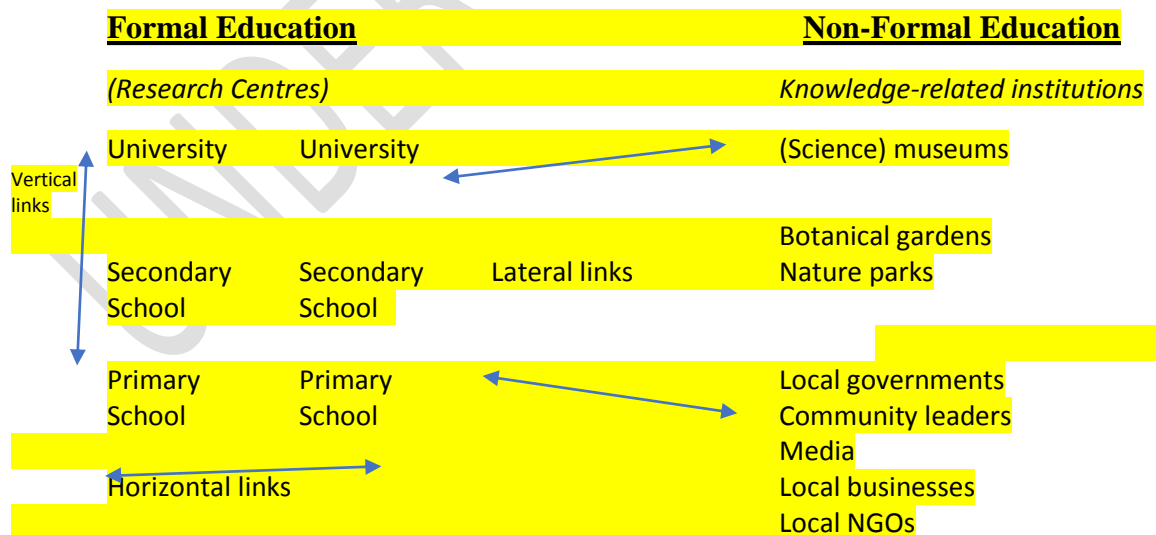 Formal Education Non-Formal Education
(Research Centres) Knowledge-related institutions
University University (Science) museums
Vertical
links
Botanical gardens
Secondary Secondary Lateral links Nature parks
School School
Primary Primary Local governments
School School Community leaders
Media
Horizontal links Local businesses
Local NGOs